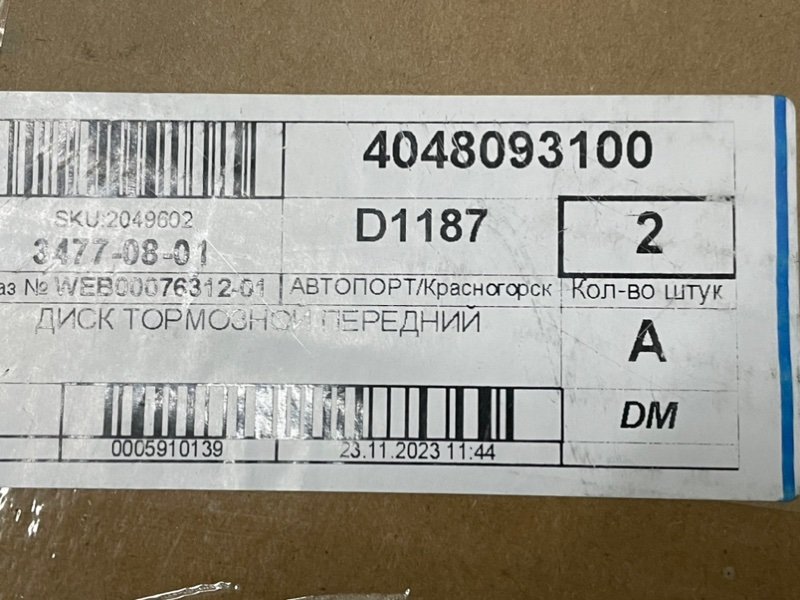 4048093100
SKU:2049602
3477-08-01
D1187
2
аз № WEB00076312-01
АВТОПОРТ/Красногорск
Кол-во штук
ДИСК ТОРМОЗНОЙ ПЕРЕДНИЙ
A
DM
0005910139
23.11.2023 11:44